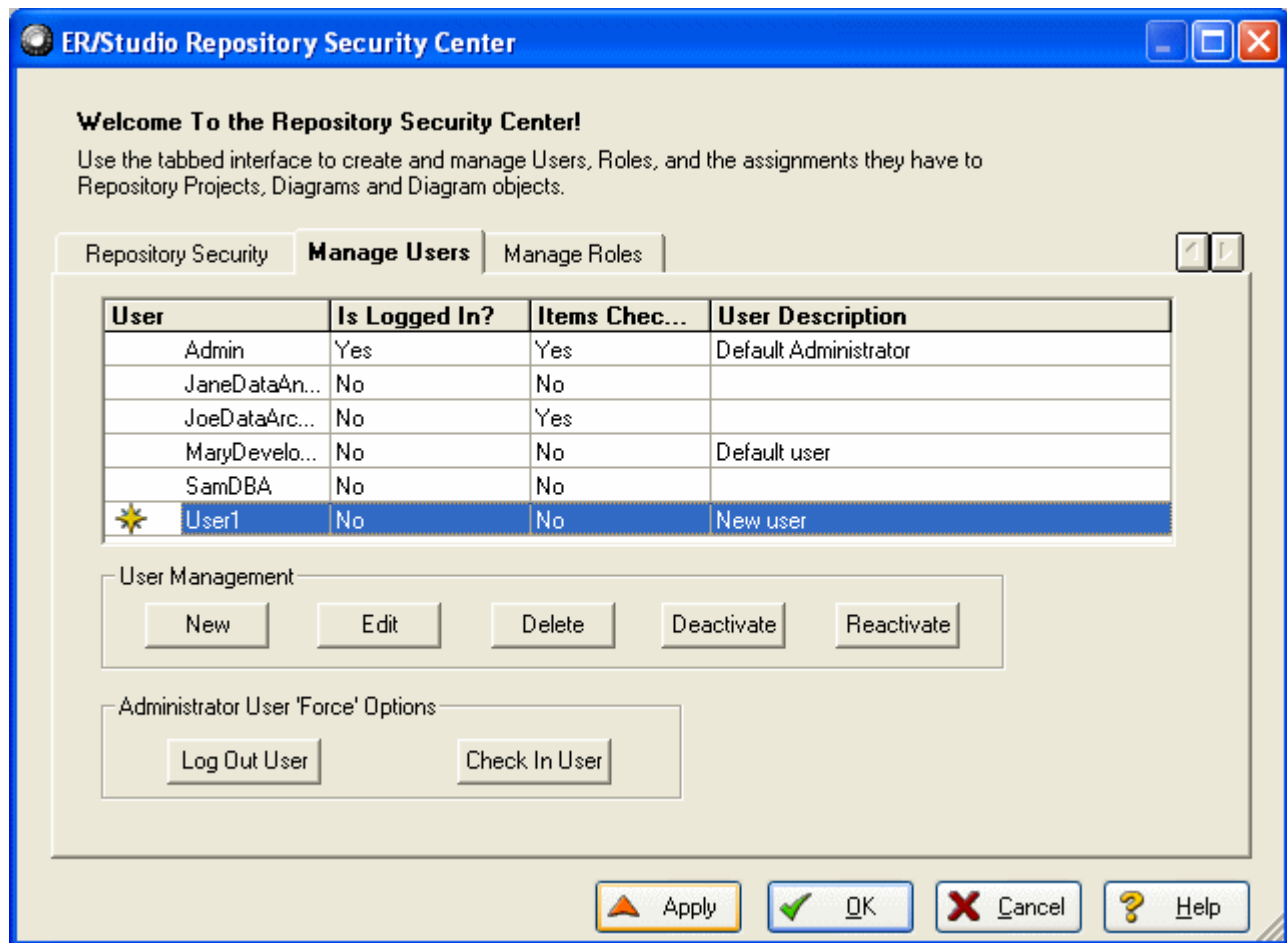 ER/Studio Repository Security Center
Welcome To the Repository Security Center!
Use the tabbed interface to create and manage Users, Roles, and the assignments they have to
Repository Projects, Diagrams and Diagram objects.
Repository Security Manage Users Manage Roles
User Is Logged In? Items Chec... User Description
Admin Yes Yes Default Administrator
JaneDataAn... No No
JoeDataArc... No Yes
MaryDevelo... No No Default user
SamDBA No No
User1 No No New user
User Management
New Edit Delete Deactivate Reactivate
Administrator User 'Force' Options
Log Out User Check In User
Apply OK Cancel Help